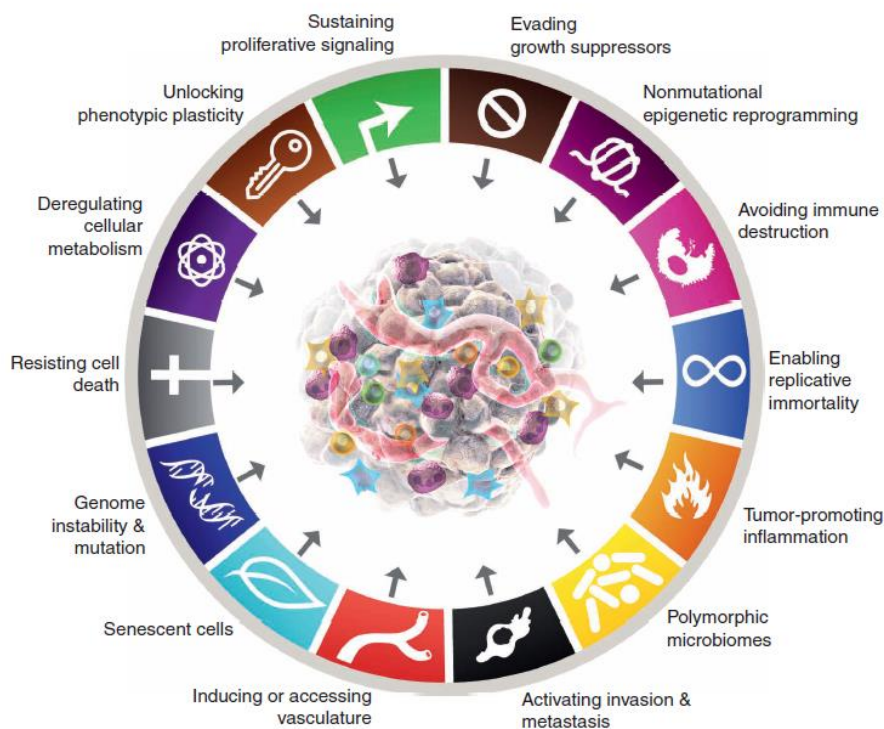 Sustaining
proliferative signaling
Evading
growth suppressors
Nonmutational
epigenetic reprogramming
Avoiding immune
destruction
Enabling
replicative
immortality
Tumor-promoting
inflammation
Polymorphic
microbiomes
Activating invasion &
metastasis
Inducing or accessing
vasculature
Senescent cells
Genome
instability &
mutation
Resisting cell
death
Deregulating
cellular
metabolism
Unlocking
phenotypic plasticity